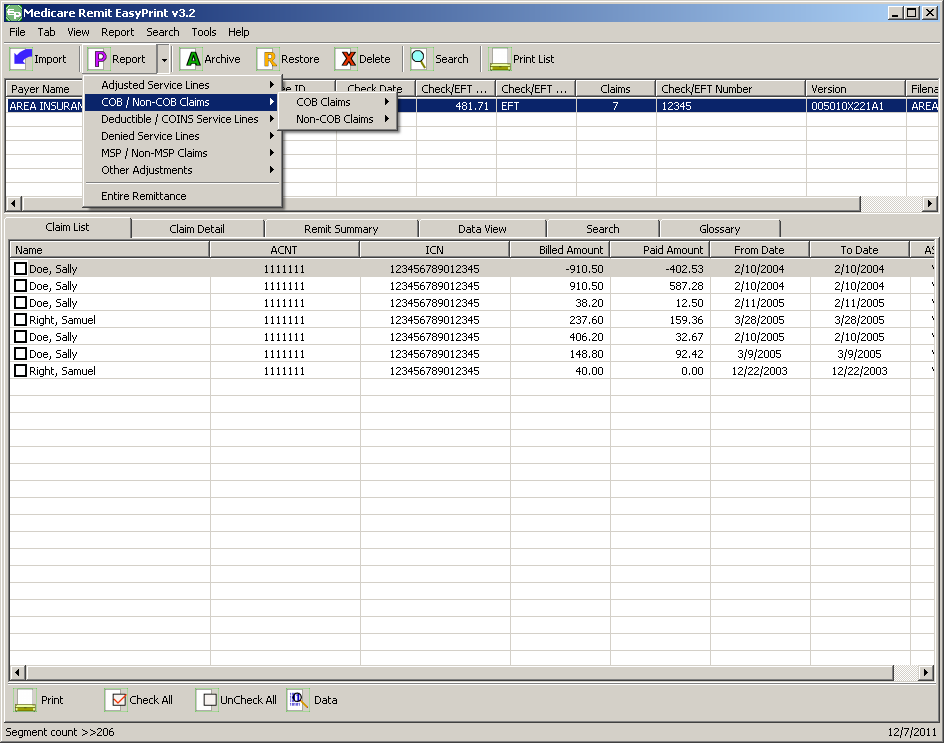 Medicare Remit EasyPrint v3.2
File Tab View Report Search Tools Help
Import Report Archive Restore Delete Search Print List
Payer Name ee ID Check Date Check/EFT ... Check/EFT ... Claims Check/EFT Number Version Filena
AREA INSURAN 481.71 EFT 7 12345 005010X221A1 AREA
Adjusted Service Lines
COB / Non-COB Claims COB Claims
Deductible / COINS Service Lines Non-COB Claims
Denied Service Lines
MSP / Non-MSP Claims
Other Adjustments
Entire Remittance
Claim List Claim Detail Remit Summary Data View Search Glossary
Name ACNT ICN Billed Amount Paid Amount From Date To Date AS
Doe, Sally 1111111 123456789012345 -910.50 -402.53 2/10/2004 2/10/2004
Doe, Sally 1111111 123456789012345 910.50 587.28 2/10/2004 2/10/2004
Doe, Sally 1111111 123456789012345 38.20 12.50 2/11/2005 2/11/2005
Right, Samuel 1111111 123456789012345 237.60 159.36 3/28/2005 3/28/2005
Doe, Sally 1111111 123456789012345 406.20 32.67 2/10/2005 2/10/2005
Doe, Sally 1111111 123456789012345 148.80 92.42 3/9/2005 3/9/2005
Right, Samuel 1111111 123456789012345 40.00 0.00 12/22/2003 12/22/2003
Print Check All UnCheck All Data
Segment count >>206 12/7/2011